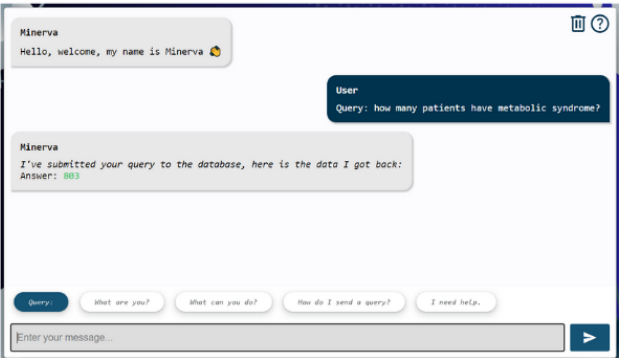 Minerva
Hello, welcome, my name is Minerva
User
Query: how many patients have metabolic syndrome?
Minerva
I've submitted your query to the database, here is the data I got back:
Answer: 803
Query:
What are you?
What can you do?
How do I send a query?
I need help.
Enter your message...